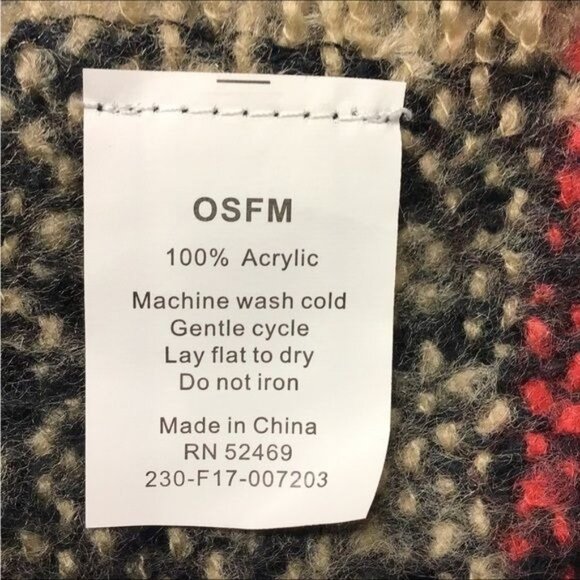 OSFM
100% Acrylic
Machine wash cold
Gentle cycle
Lay flat to dry
Do not iron
Made in China
RN 52469
230-F17-007203